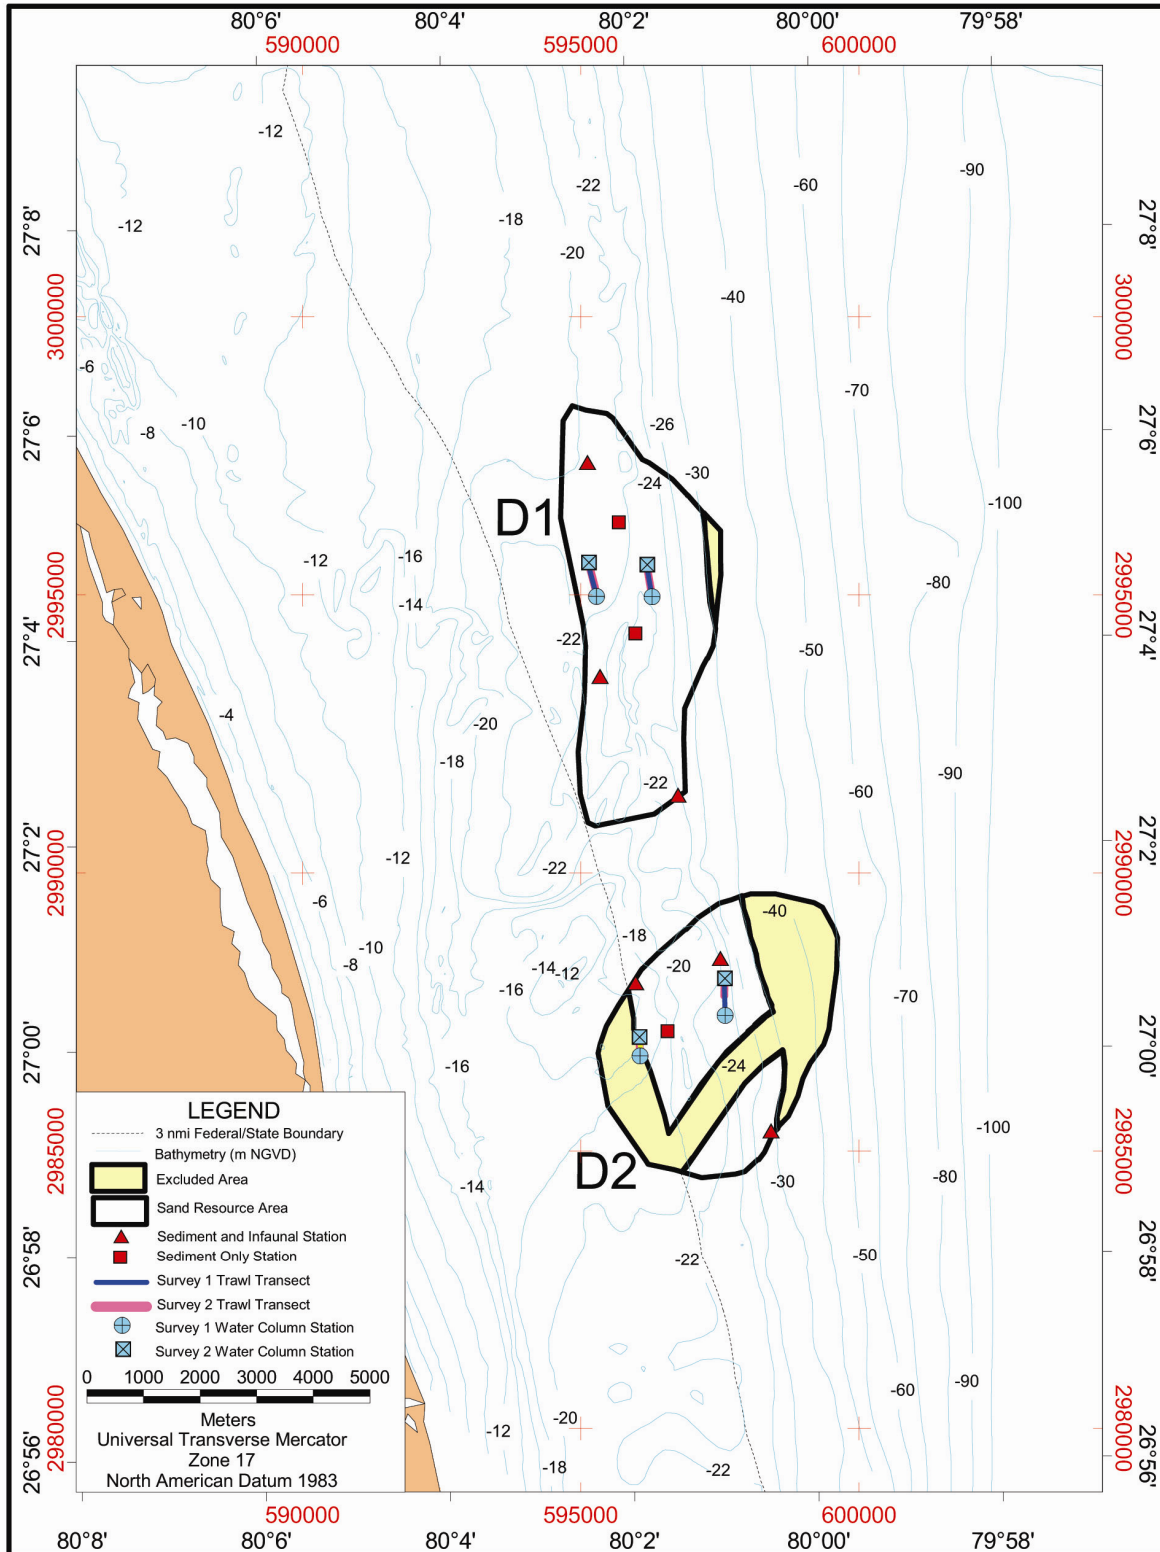 80°6' 80°4' 80°2' 80°00' 79°58'
590000 595000 600000
-12
-22 -60 -90
-12 -18
27°8' 27°8'
-20
-40
3000000 3000000
-6 -70
-10 -26
27°6' -8 27°6'
-30
-24
D1 -100
-16
-12 -80
2995000 -14 2995000
27°4' -22 27°4'
-50
-4
-20
-18 -90
-22 -60
27°2' 27°2'
-12
2990000 -22 2990000
-6 -40
-18
-10
-8 -14 -12 -20
-16 -70
27°00' 27°00'
-16 -24
LEGEND
3 nmi Federal/State Boundary
Bathymetry (m NGVD)
Excluded Area
Sand Resource Area
Sediment and Infaunal Station
Sediment Only Station
Survey 1 Trawl Transect
Survey 2 Trawl Transect
Survey 1 Water Column Station
Survey 2 Water Column Station
0 1000 2000 3000 4000 5000
Meters
Universal Transverse Mercator
Zone 17
North American Datum 1983
-100
2985000 2985000
D2
-14 -30 -80
26°58' -22 -50 26°58'
-60 -90
-20
-12
2980000 2980000
-18 -22
26°56' 26°56'
590000 595000 600000
80°8' 80°6' 80°4' 80°2' 80°00' 79°58'